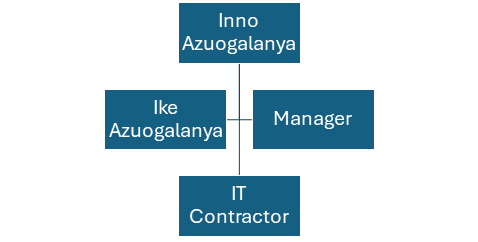 Inno
Azuogalanya
Ike
Azuogalanya
Manager
IT
Contractor